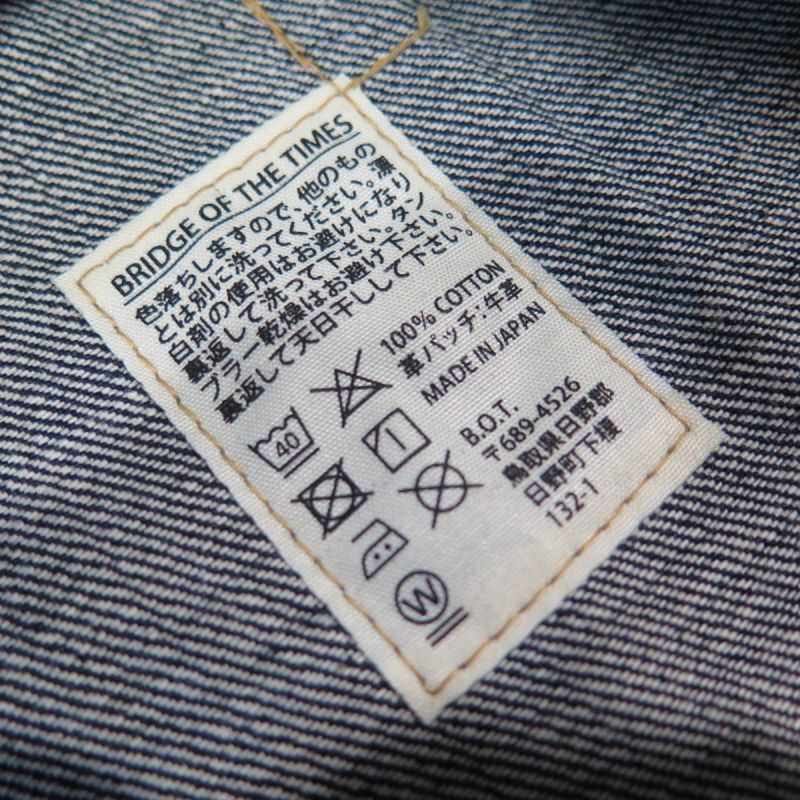 BRIDGE OF THE TIMES
色落ちしますので、他のもの
とは別に洗ってください。漂
白剤の使用はお避けになり
裏返して洗って下さい。タン
ブラー乾燥はお避け下さい。
裏返して天日干しして下さい。
100% COTTON
革パッチ：牛革
MADE IN JAPAN
40
W
B.O.T.
〒689-4526
鳥取県日野郡
日野町下榎
132-1